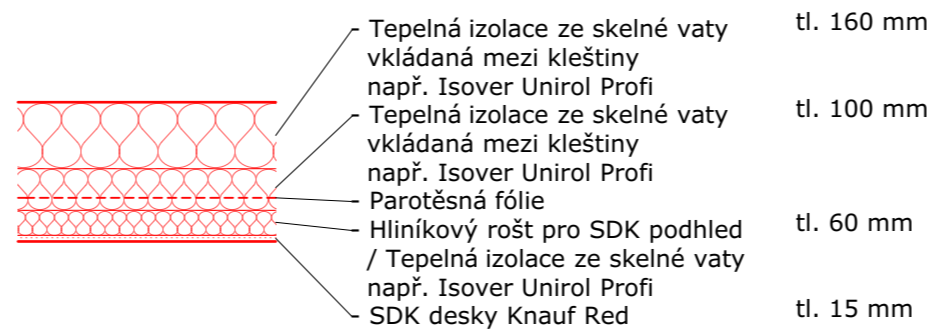 - Tepelná izolace ze skelné vaty tl. 160 mm
vkládaná mezi kleštiny
např. Isover Unirol Profi
- Tepelná izolace ze skelné vaty tl. 100 mm
vkládaná mezi kleštiny
např. Isover Unirol Profi
- Parotěsná fólie
- Hliníkový rošt pro SDK podhled tl. 60 mm
/ Tepelná izolace ze skelné vaty
např. Isover Unirol Profi
- SDK desky Knauf Red tl. 15 mm